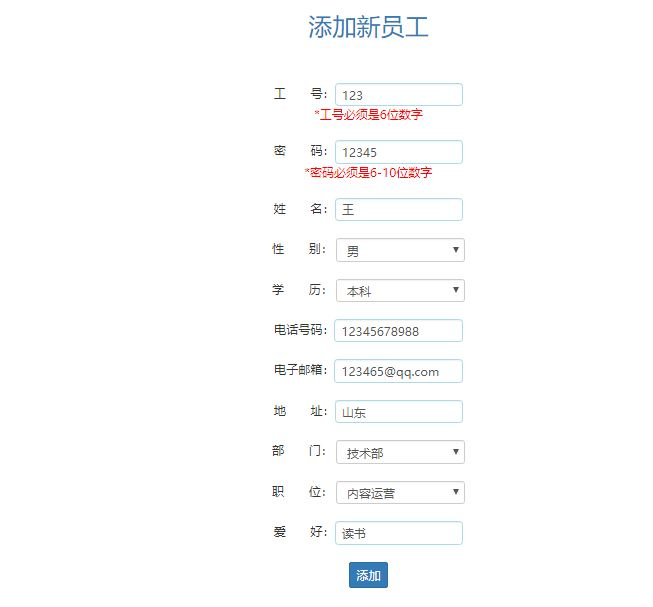 添加新员工
工 号: 123
*工号必须是6位数字
密 码: 12345
*密码必须是6-10位数字
姓 名: 王
性 别: 男
学 历: 本科
电话号码: 12345678988
电子邮箱: 123465@qq.com
地 址: 山东
部 门: 技术部
职 位: 内容运营
爱 好: 读书
添加